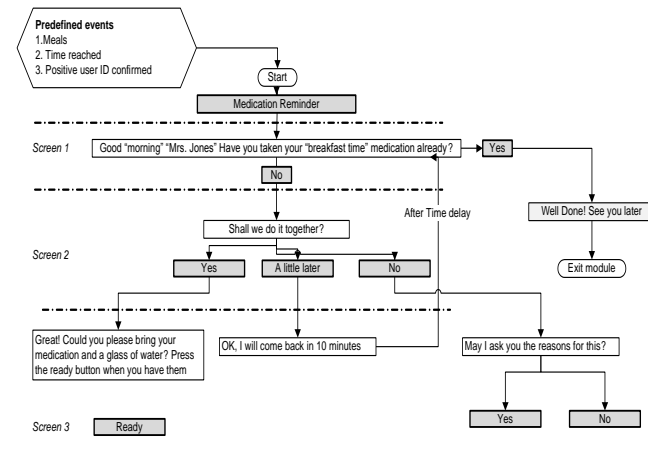 Predefined events
1.Meals
2. Time reached
3. Positive user ID confirmed
Start
Medication Reminder
Screen 1
Good “morning” “Mrs. Jones” Have you taken your “breakfast time” medication already?
Yes
No
After Time delay
Well Done! See you later
Shall we do it together?
Screen 2
Yes
A little later
No
Exit module
Great! Could you please bring your
medication and a glass of water? Press
the ready button when you have them
OK, I will come back in 10 minutes
May I ask you the reasons for this?
Yes
No
Screen 3
Ready